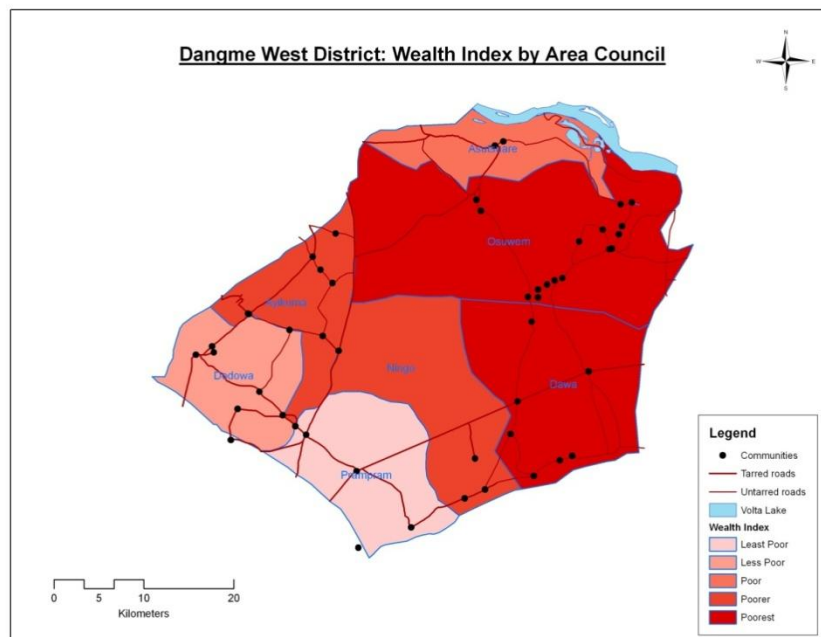 Dangme West District: Wealth Index by Area Council
N
W E
S
Osuwem
Dodowa
Ningo
Dawa
Prampram
Legend
Communities
Tarred roads
Untarred roads
Volta Lake
Wealth Index
Least Poor
Less Poor
Poor
Poorer
Poorest
0 5 10 20
Kilometers